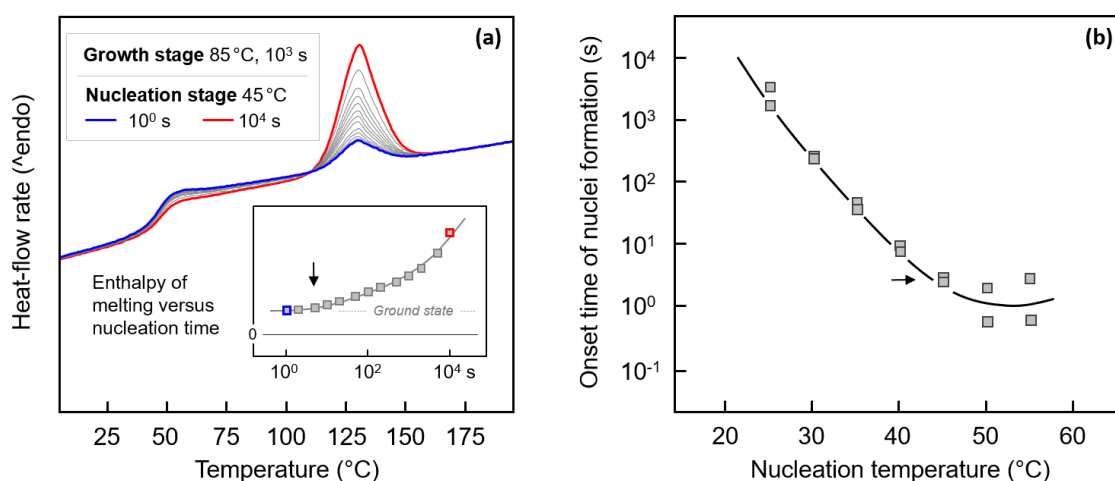 (a)
Growth stage 85 °C, 10³ s
Nucleation stage 45 °C
10⁰ s 10⁴ s
Heat-flow rate (^endo)
Enthalpy of
melting versus
nucleation time
Ground state
0
10⁰ 10² 10⁴ s
25 50 75 100 125 150 175
Temperature (°C)
(b)
Onset time of nuclei formation (s)
10⁴
10³
10²
10¹
10⁰
10⁻¹
20 30 40 50 60
Nucleation temperature (°C)